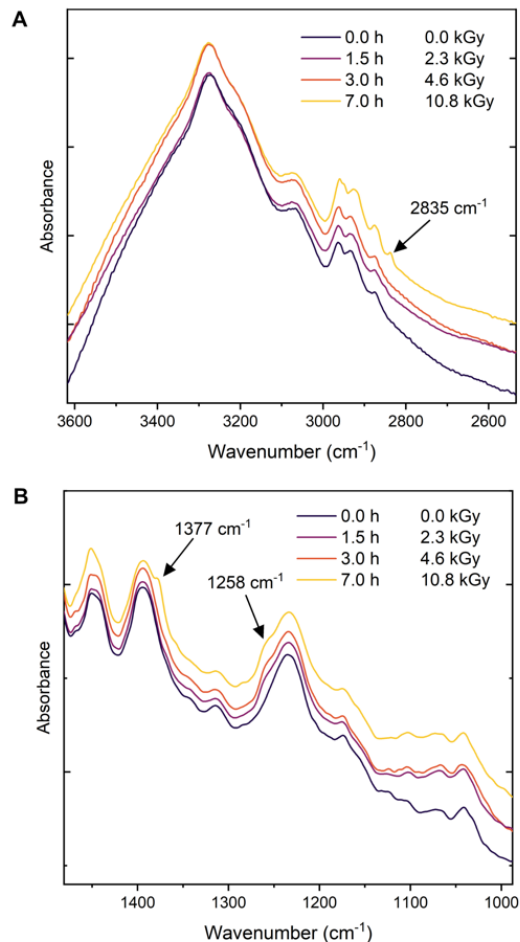 A
0.0 h 0.0 kGy
1.5 h 2.3 kGy
3.0 h 4.6 kGy
7.0 h 10.8 kGy
2835 cm⁻¹
Absorbance
3600 3400 3200 3000 2800 2600
Wavenumber (cm⁻¹)
B
0.0 h 0.0 kGy
1.5 h 2.3 kGy
3.0 h 4.6 kGy
7.0 h 10.8 kGy
1377 cm⁻¹
1258 cm⁻¹
Absorbance
1400 1300 1200 1100 1000
Wavenumber (cm⁻¹)